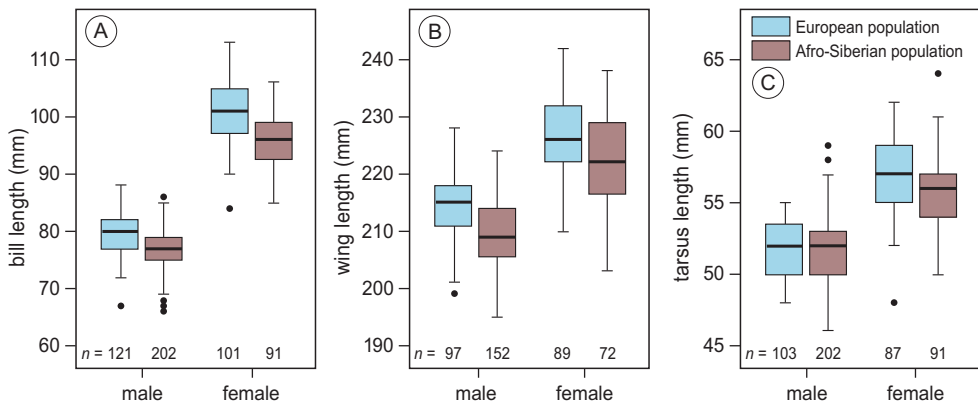 A
bill length (mm)
110
100
90
80
70
60
n = 121 202 101 91
male female
B
wing length (mm)
240
230
220
210
200
190
n = 97 152 89 72
male female
European population
Afro-Siberian population
C
tarsus length (mm)
65
60
55
50
45
n = 103 202 87 91
male female